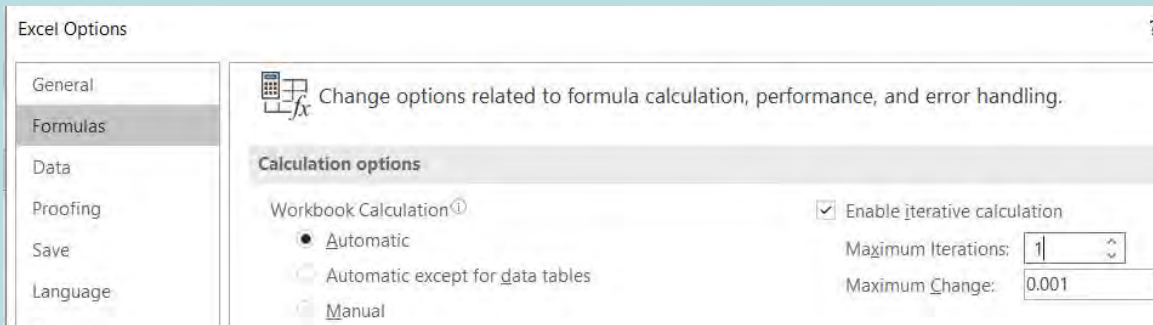 Excel Options
?
General
Formulas
Data
Proofing
Save
Language
fx Change options related to formula calculation, performance, and error handling.
Calculation options
Workbook Calculation
Automatic
Automatic except for data tables
Manual
Enable iterative calculation
Maximum Iterations: 1
Maximum Change: 0.001